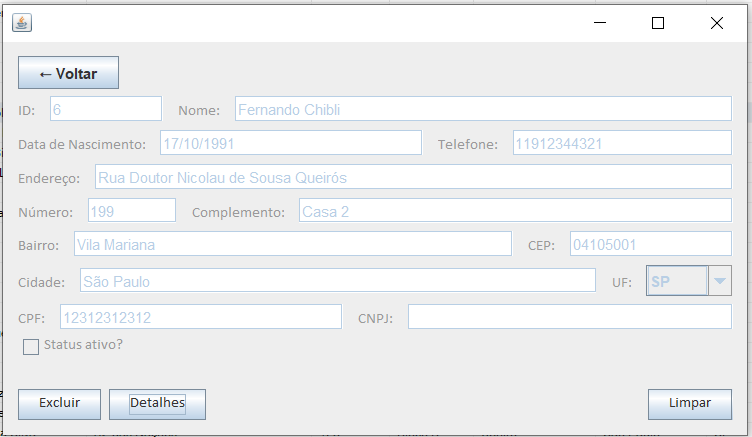 ← Voltar
ID: 6 Nome: Fernando Chibli
Data de Nascimento: 17/10/1991 Telefone: 11912344321
Endereço: Rua Doutor Nicolau de Sousa Queirós
Número: 199 Complemento: Casa 2
Bairro: Vila Mariana CEP: 04105001
Cidade: São Paulo UF: SP
CPF: 12312312312 CNPJ:
Status ativo?
Excluir Detalhes Limpar